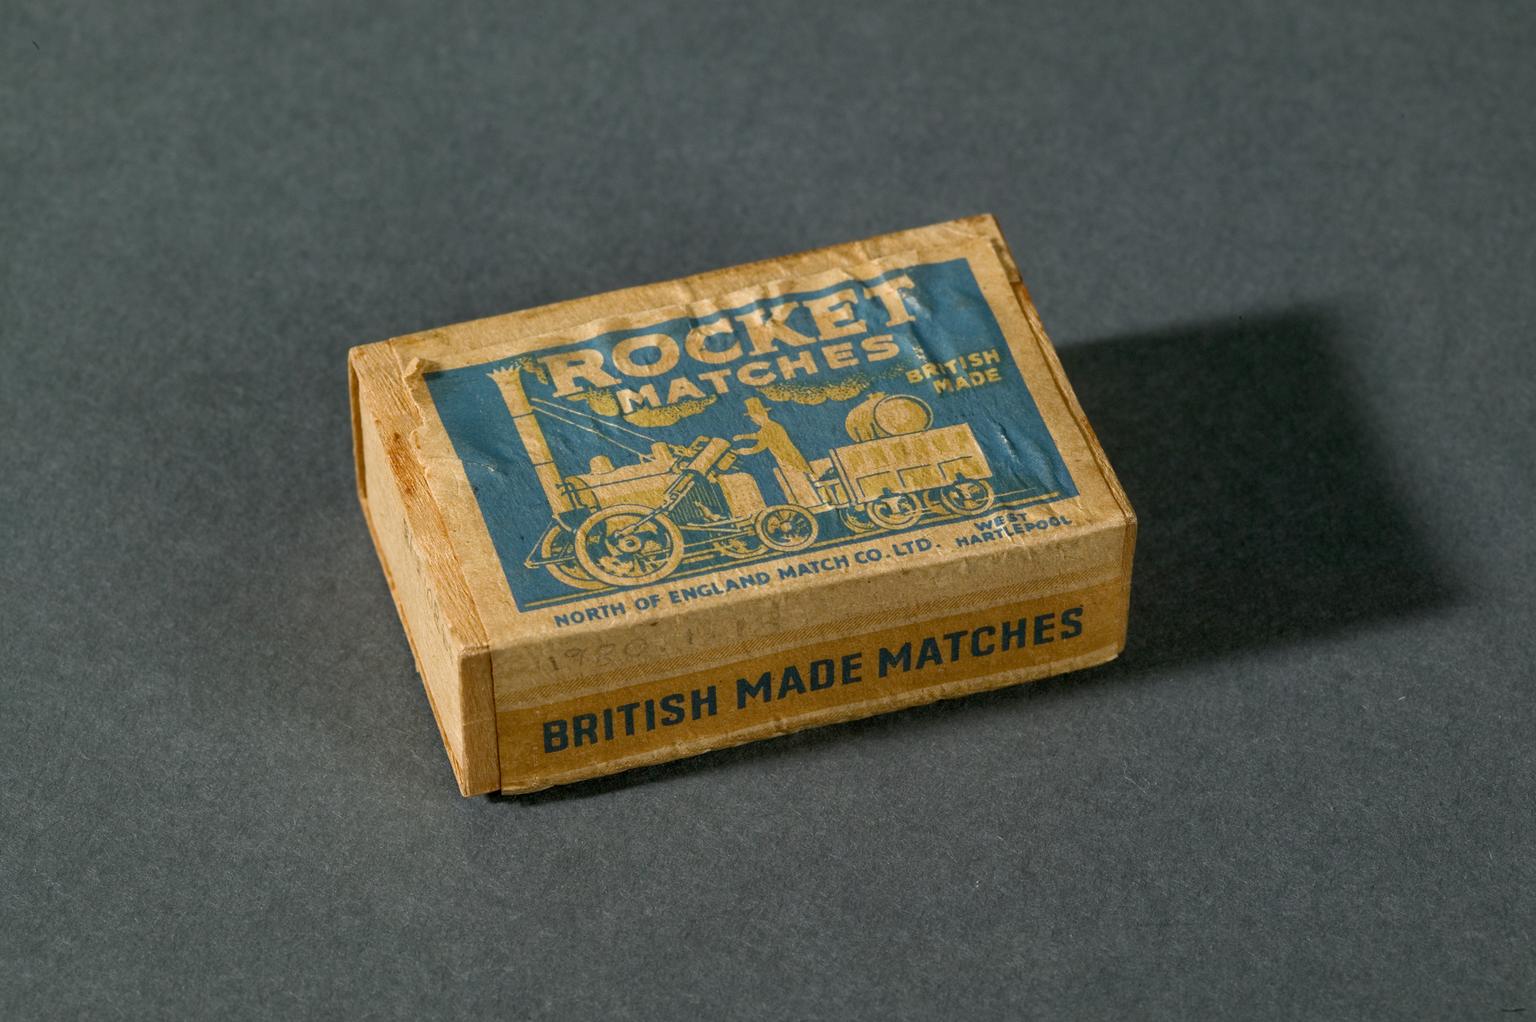 ROCKET
MATCHES
BRITISH
MADE
NORTH OF ENGLAND MATCH CO. LTD. WEST
HARTLEPOOL
BRITISH MADE MATCHES